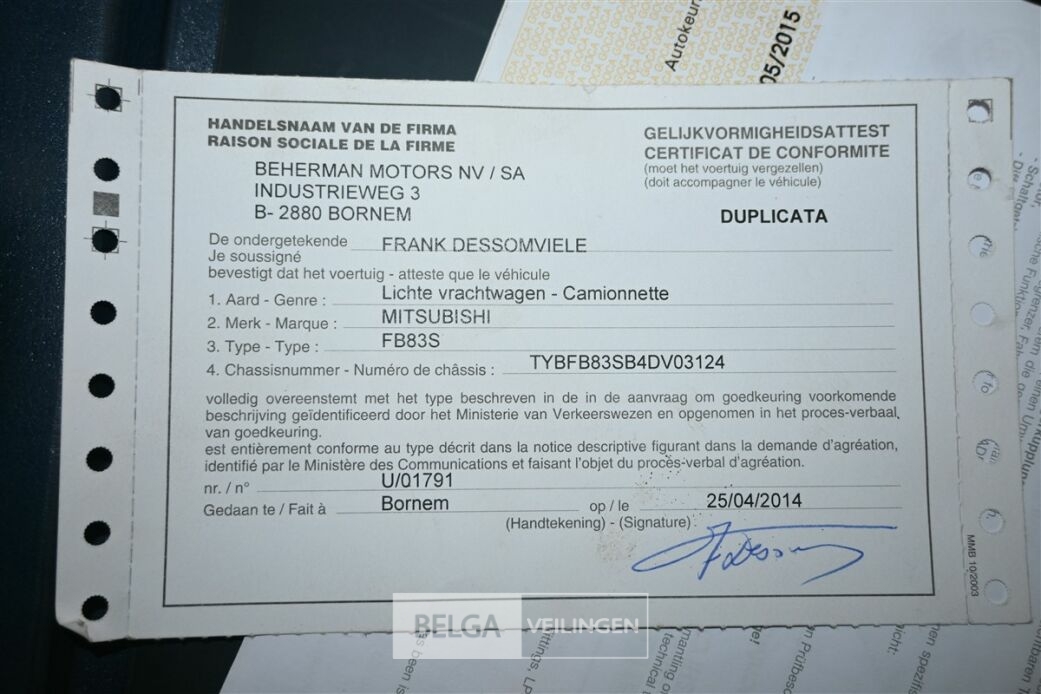 Autokeur
05/2015
HANDELSNAAM VAN DE FIRMA
RAISON SOCIALE DE LA FIRME
BEHERMAN MOTORS NV / SA
INDUSTRIEWEG 3
B- 2880 BORNEM
GELIJKVORMIGHEIDSATTEST
CERTIFICAT DE CONFORMITE
(moet het voertuig vergezellen)
(doit accompagner le véhicule)
DUPLICATA
De ondergetekende FRANK DESSOMVIELE
Je soussigné
bevestigt dat het voertuig - atteste que le véhicule
1. Aard - Genre : Lichte vrachtwagen - Camionnette
2. Merk - Marque : MITSUBISHI
3. Type - Type : FB83S
4. Chassisnummer - Numéro de châssis : TYBFB83SB4DV03124
volledig overeenstemt met het type beschreven in de in de aanvraag om goedkeuring voorkomende
beschrijving geïdentificeerd door het Ministerie van Verkeerswezen en opgenomen in het proces-verbaal
van goedkeuring.
est entièrement conforme au type décrit dans la notice descriptive figurant dans la demande d'agréation,
identifié par le Ministère des Communications et faisant l'objet du procès-verbal d'agréation.
nr. / n° U/01791
Gedaan te / Fait à Bornem op / le 25/04/2014
(Handtekening) - (Signature)
MMB 10/2003
BELGA VEILINGEN